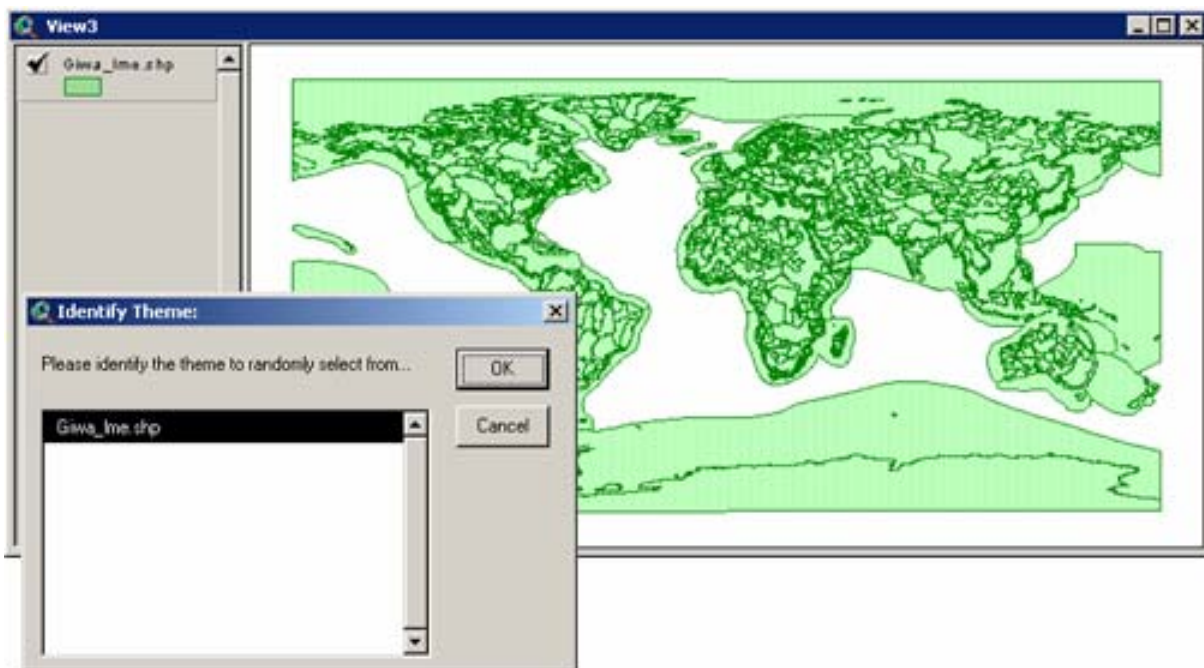 View3
Giwa_lme.shp
Identify Theme:
Please identify the theme to randomly select from...
OK
Giwa_lme.shp
Cancel